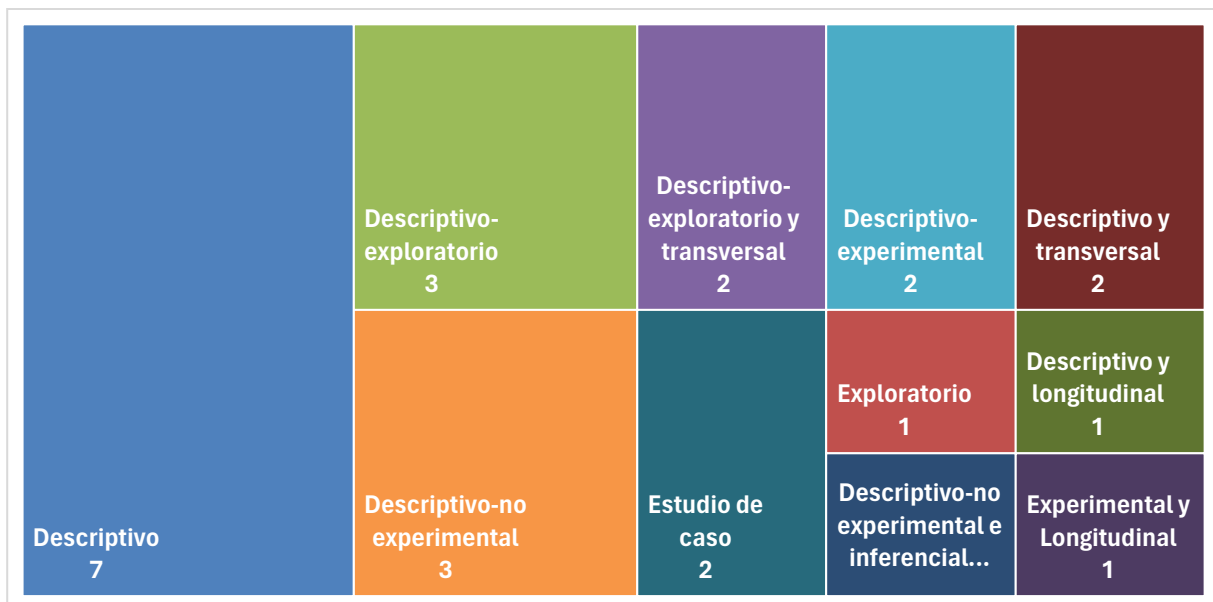 Descriptivo
7
Descriptivo-
exploratorio
3
Descriptivo-no
experimental
3
Descriptivo-
exploratorio y
transversal
2
Estudio de
caso
2
Descriptivo-
experimental
2
Descriptivo y
transversal
2
Exploratorio
1
Descriptivo y
longitudinal
1
Descriptivo-no
experimental e
inferencial...
Experimental y
Longitudinal
1